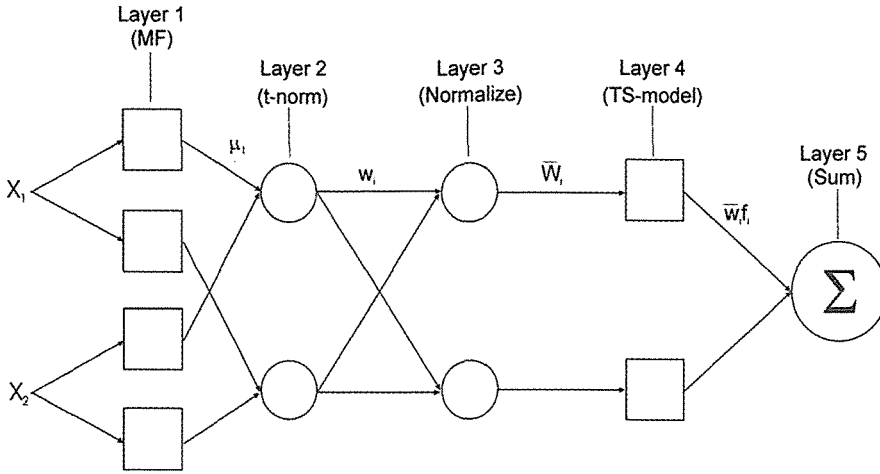 Layer 1
(MF)
Layer 2
(t-norm)
Layer 3
(Normalize)
Layer 4
(TS-model)
Layer 5
(Sum)
X₁
X₂
μᵢ
wᵢ
W̅ᵢ
w̅ᵢfᵢ
Σ